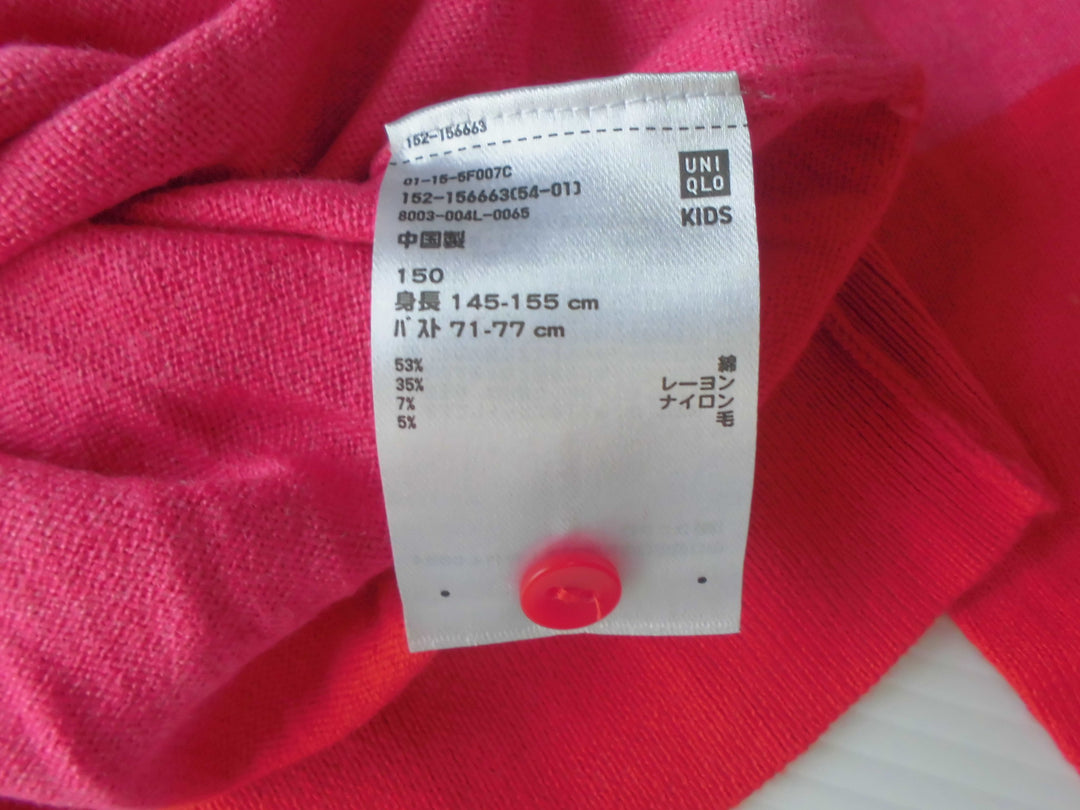 152-156663
01-15-5F007C
152-156663(54-01)
8003-004L-0065
中国製
UNI
QLO
KIDS
150
身長 145-155 cm
バスト 71-77 cm
53% 綿
35% レーヨン
7% ナイロン
5% 毛